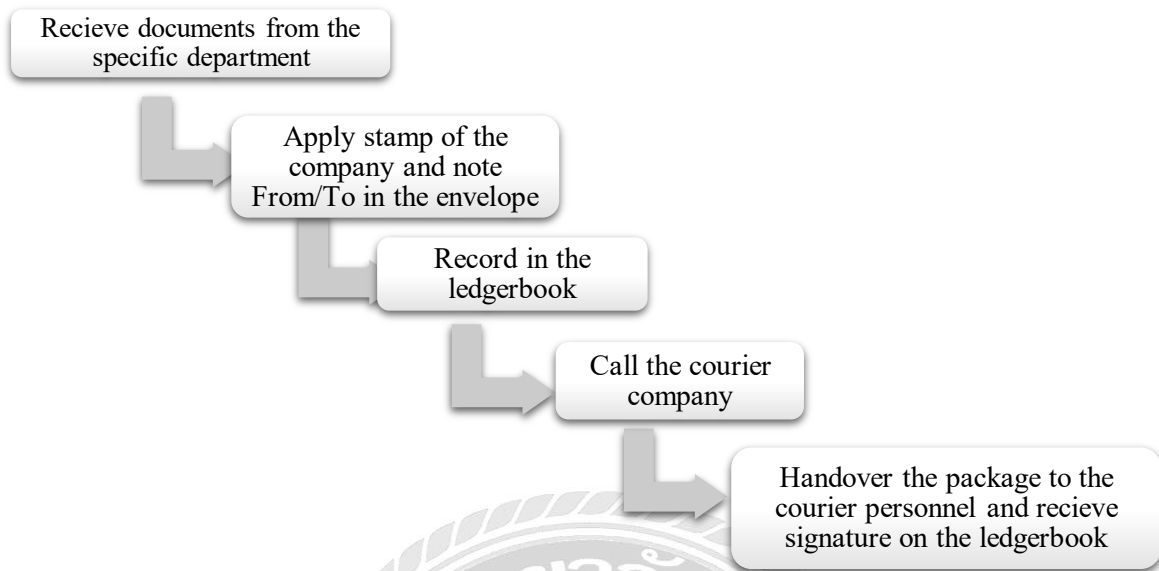 Recieve documents from the
specific department
Apply stamp of the
company and note
From/To in the envelope
Record in the
ledgerbook
Call the courier
company
Handover the package to the
courier personnel and recieve
signature on the ledgerbook